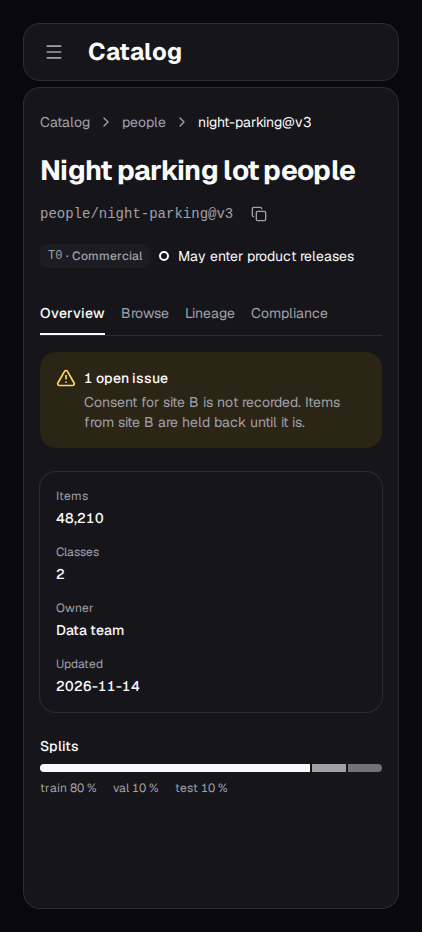 Catalog
Catalog people night-parking@v3
Night parking lot people
people/night-parking@v3
T0 · Commercial May enter product releases
Overview Browse Lineage Compliance
1 open issue
Consent for site B is not recorded. Items
from site B are held back until it is.
Items
48,210
Classes
2
Owner
Data team
Updated
2026-11-14
Splits
train 80 % val 10 % test 10 %